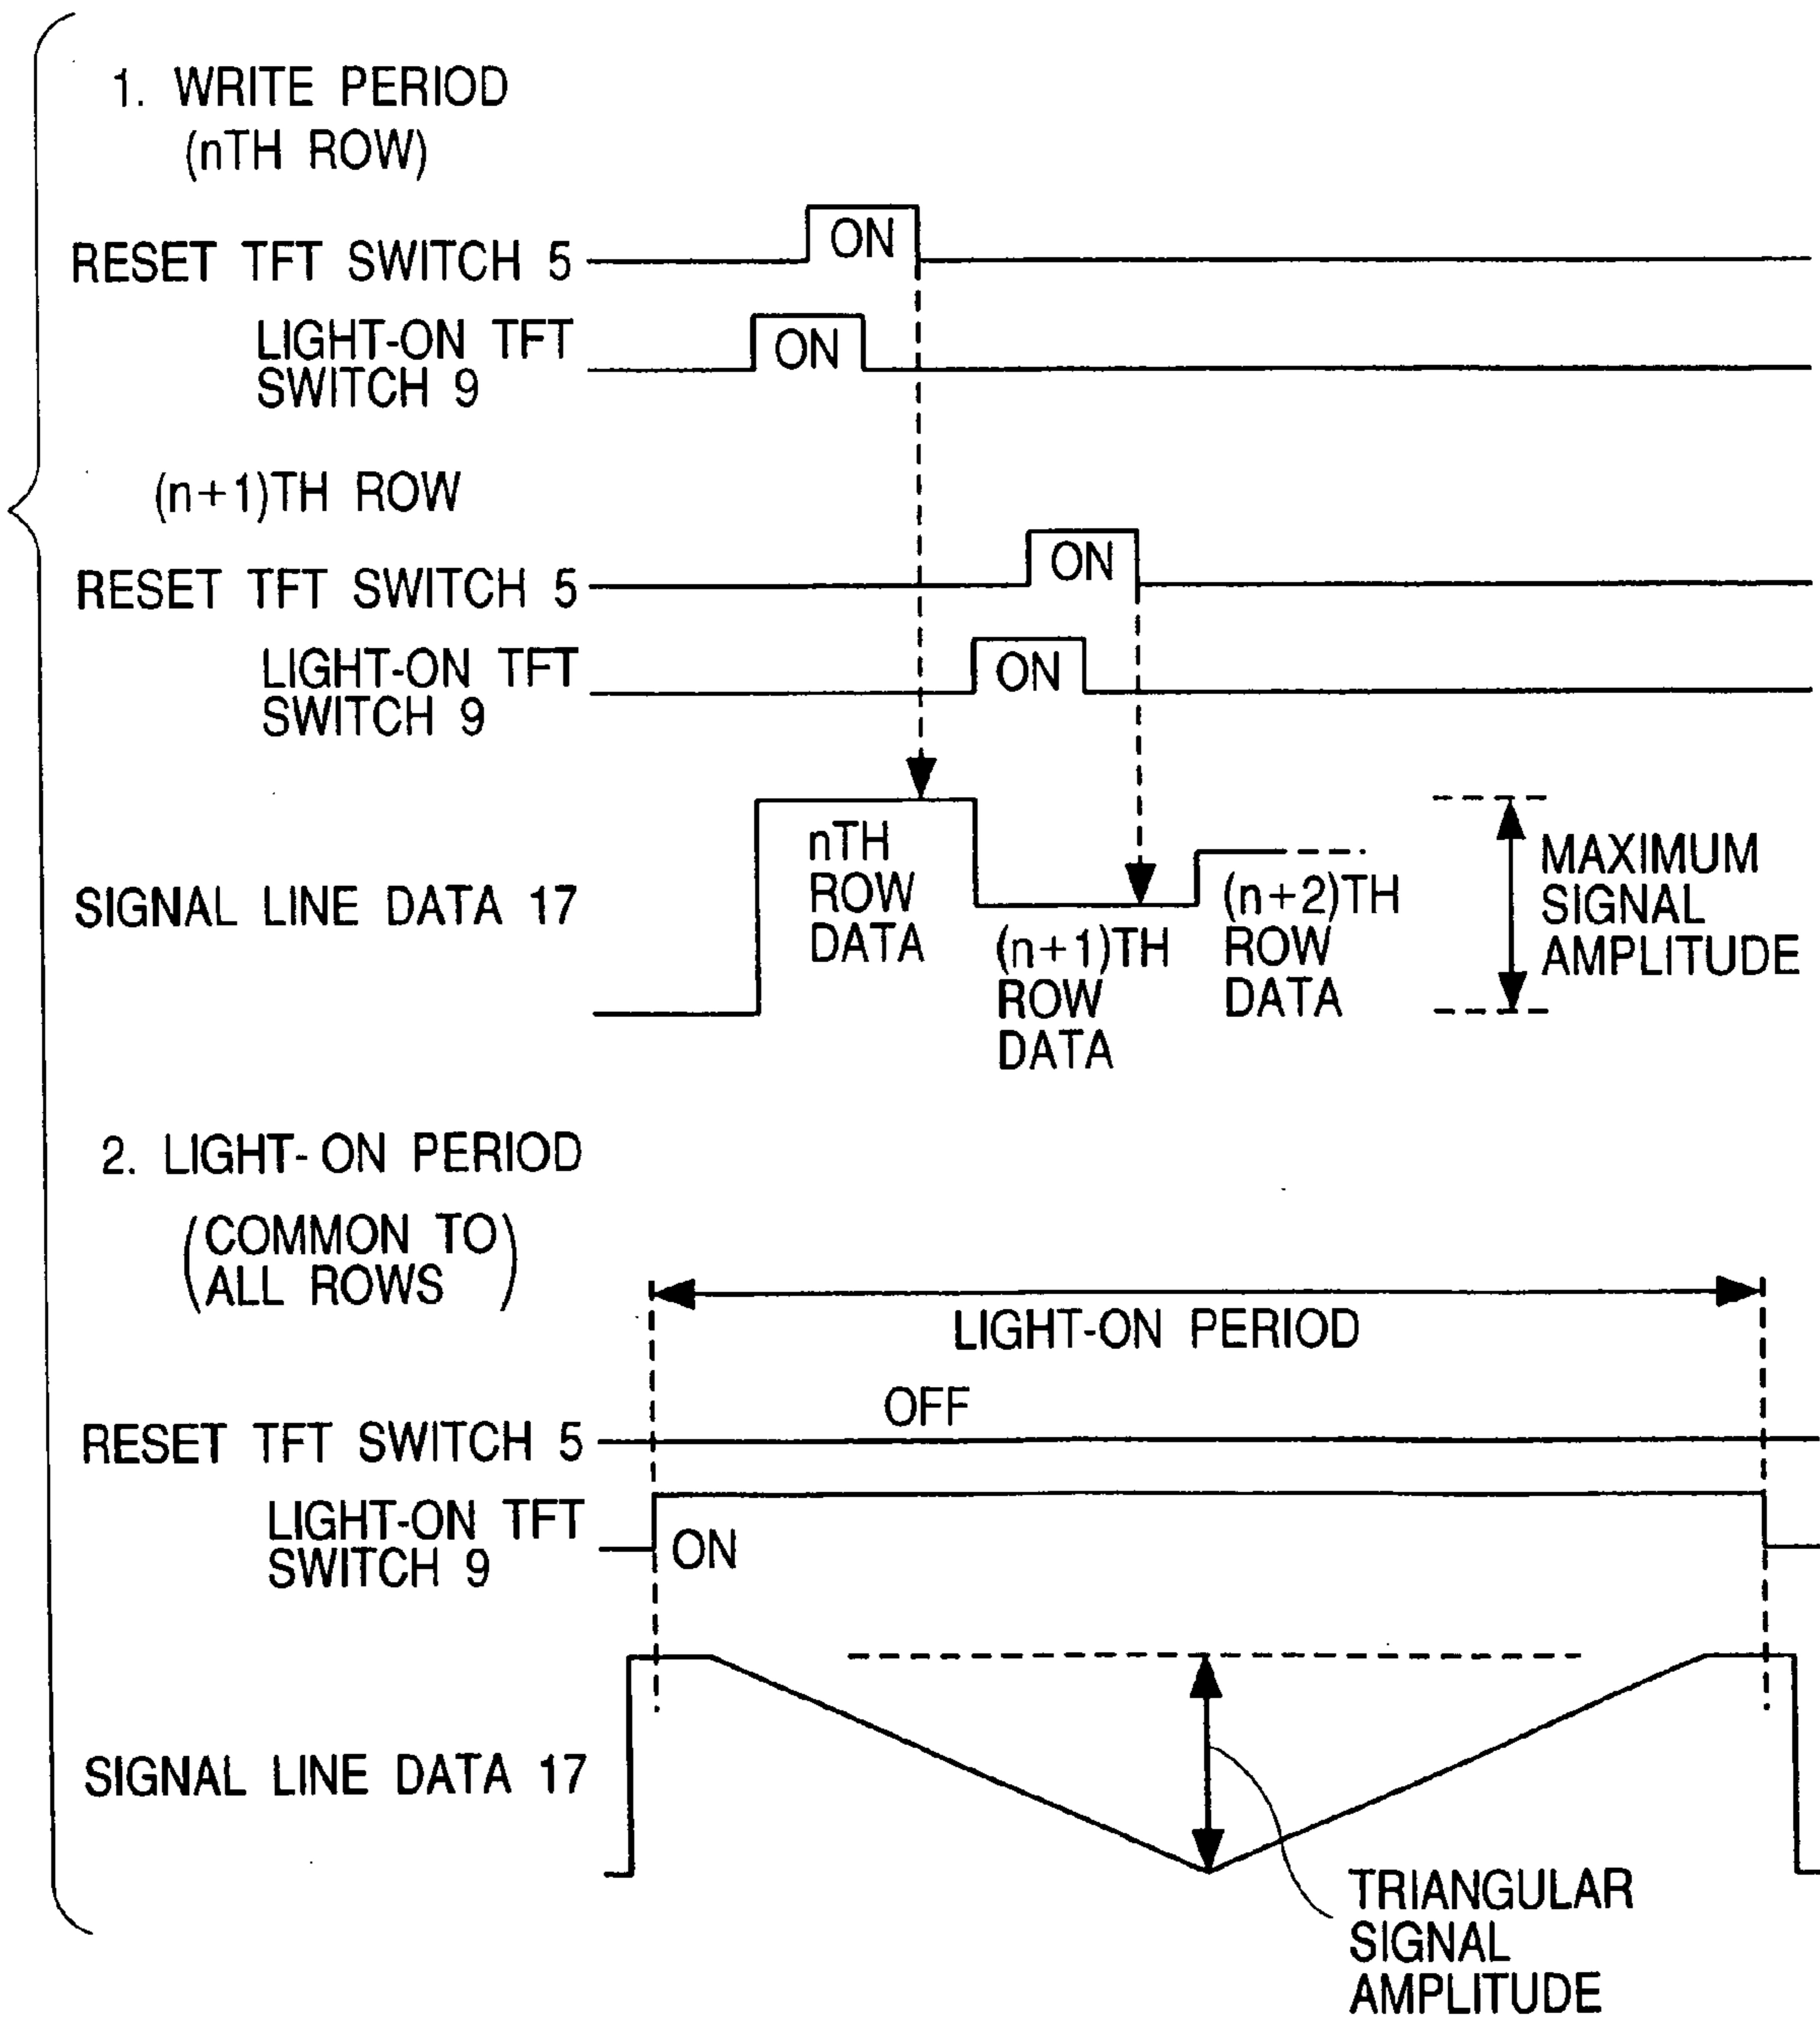 1. WRITE PERIOD
(nTH ROW)
RESET TFT SWITCH 5
ON
LIGHT-ON TFT
SWITCH 9
ON
(n+1)TH ROW
RESET TFT SWITCH 5
ON
LIGHT-ON TFT
SWITCH 9
ON
SIGNAL LINE DATA 17
nTH
ROW
DATA
(n+1)TH
ROW
DATA
(n+2)TH
ROW
DATA
MAXIMUM
SIGNAL
AMPLITUDE
2. LIGHT-ON PERIOD
(COMMON TO
ALL ROWS)
LIGHT-ON PERIOD
RESET TFT SWITCH 5
OFF
LIGHT-ON TFT
SWITCH 9
ON
SIGNAL LINE DATA 17
TRIANGULAR
SIGNAL
AMPLITUDE